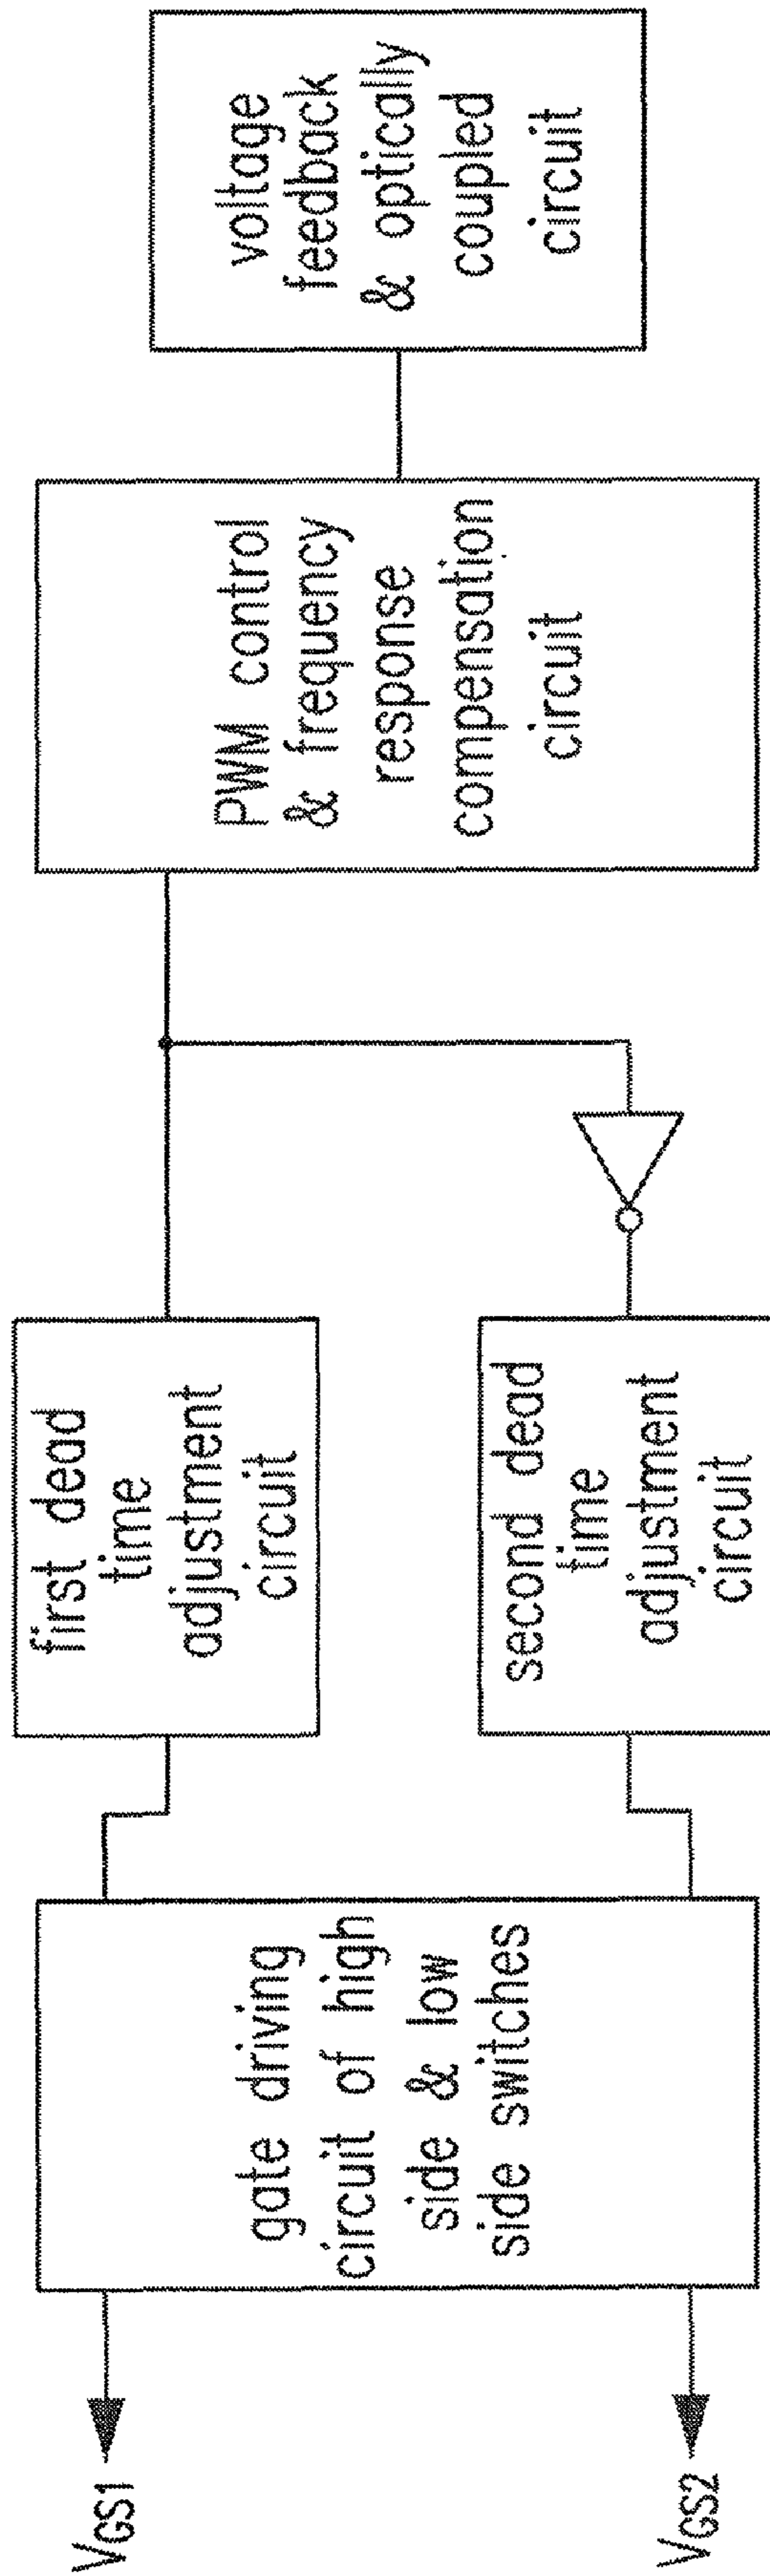 VGS1
VGS2
gate driving
circuit of high
side & low
side switches
first dead
time
adjustment
circuit
second dead
time
adjustment
circuit
PWM control
& frequency
response
compensation
circuit
voltage
feedback
& optically
coupled
circuit